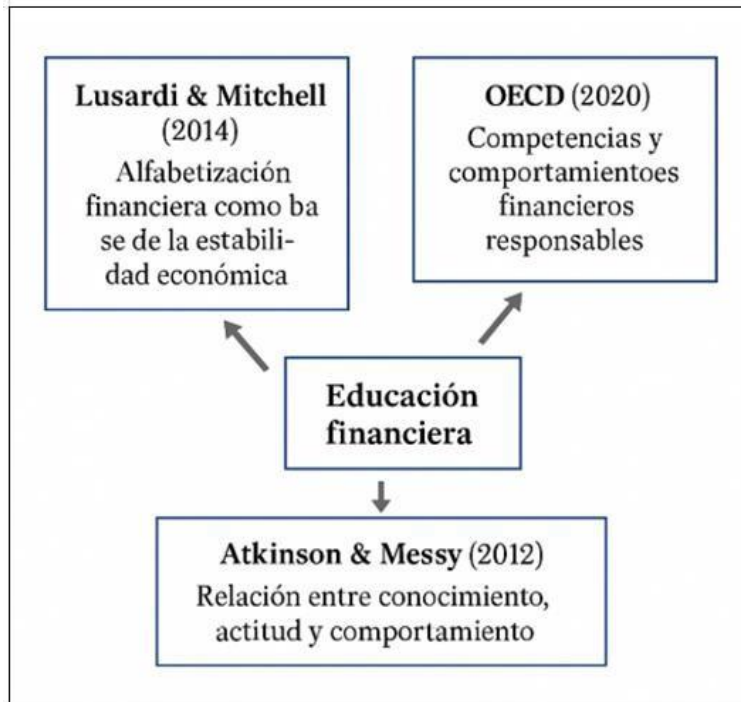 Lusardi & Mitchell
(2014)
Alfabetización
financiera como ba
se de la estabili-
dad económica
OECD (2020)
Competencias y
comportamientoes
financieros
responsables
Educación
financiera
Atkinson & Messy (2012)
Relación entre conocimiento,
actitud y comportamiento